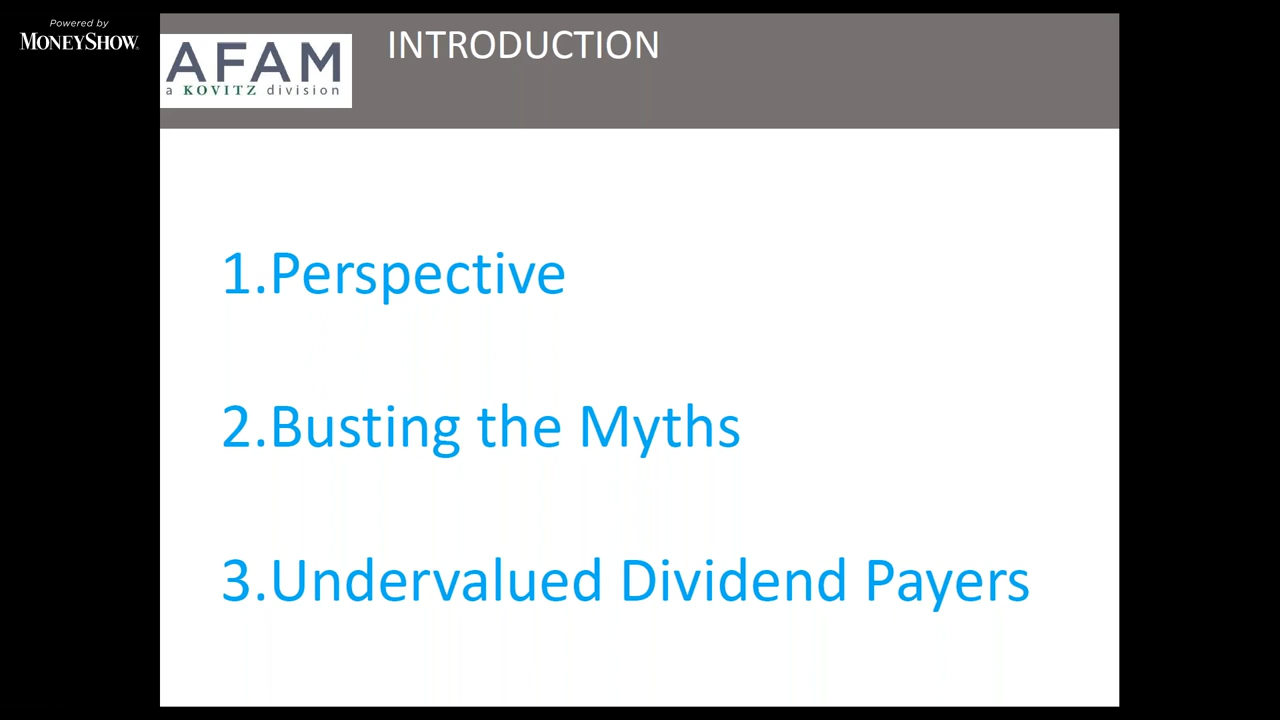 Powered by
MONEYSHOW
AFAM
a KOVITZ division
INTRODUCTION
1.Perspective
2.Busting the Myths
3.Undervalued Dividend Payers